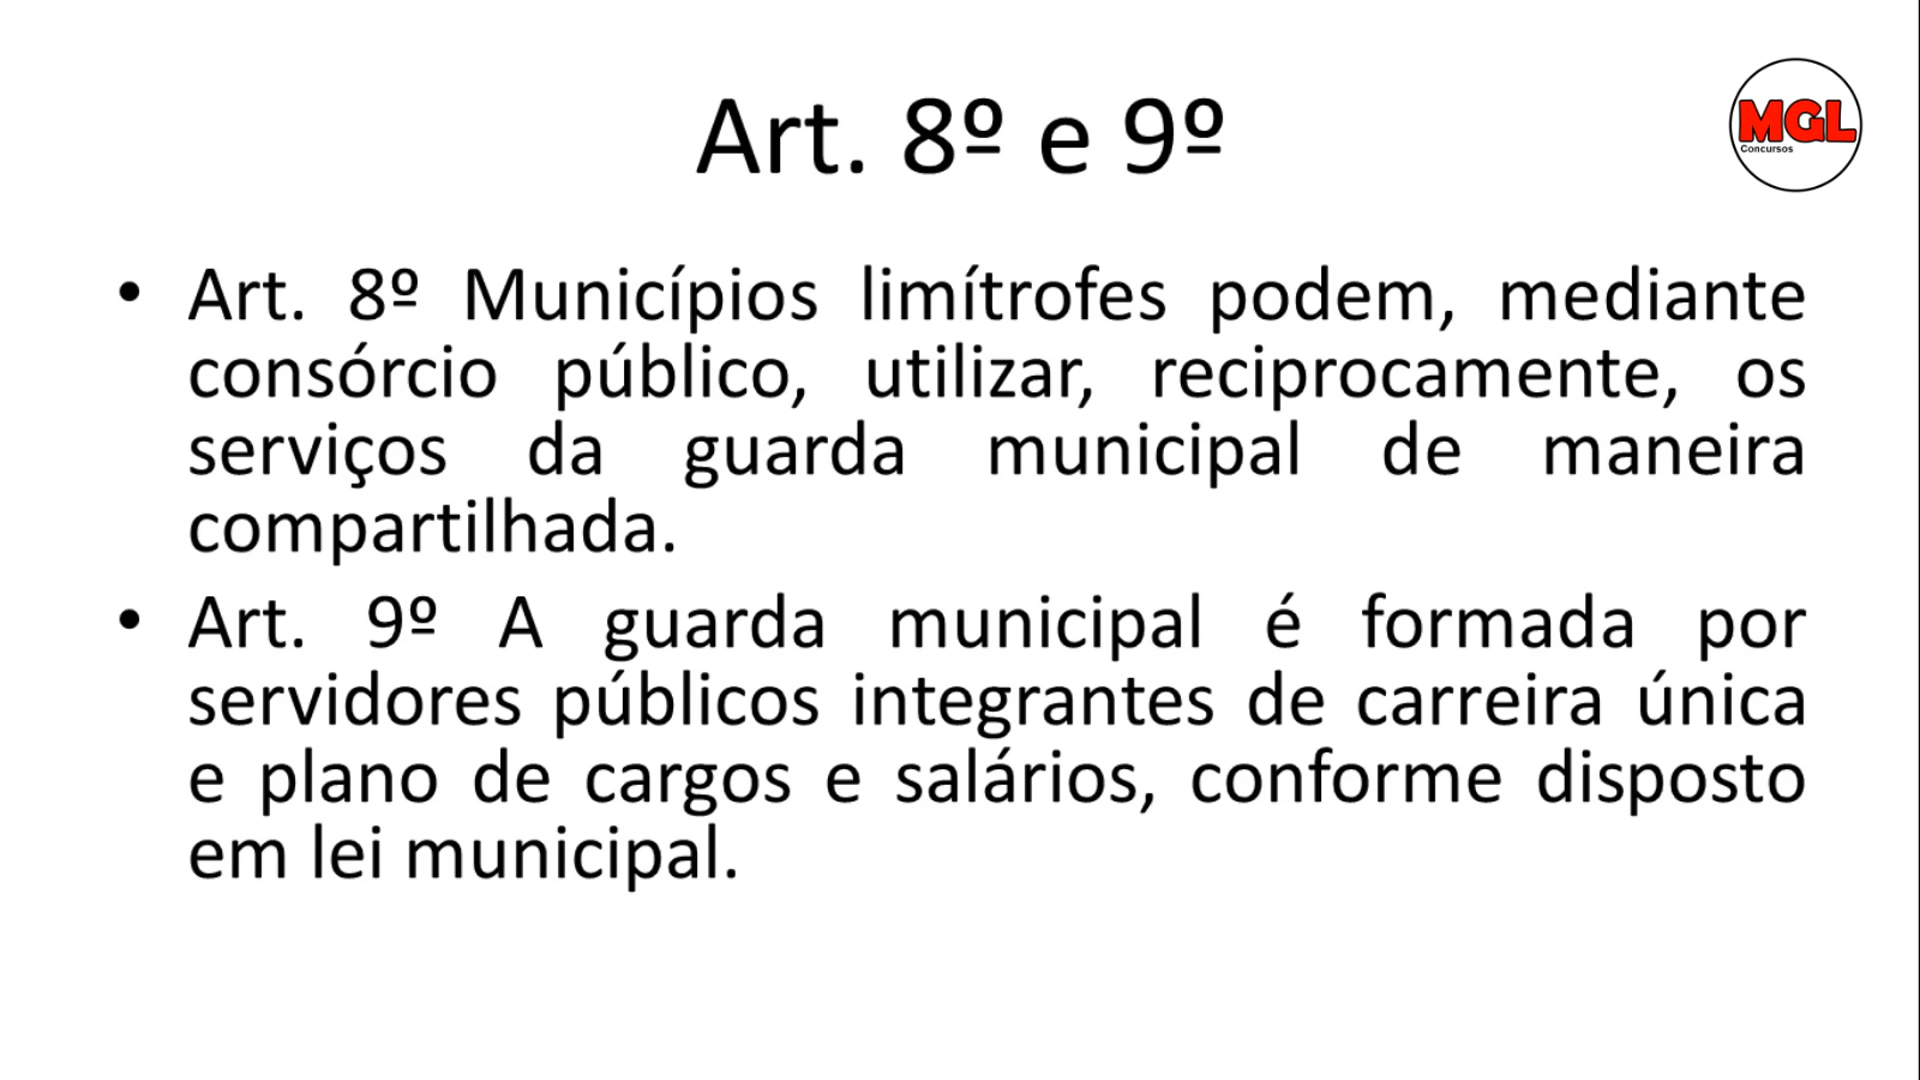 Art. 8º e 9º
MGL
Concursos
• Art. 8º Municípios limítrofes podem, mediante
consórcio público, utilizar, reciprocamente, os
serviços da guarda municipal de maneira
compartilhada.
• Art. 9º A guarda municipal é formada por
servidores públicos integrantes de carreira única
e plano de cargos e salários, conforme disposto
em lei municipal.